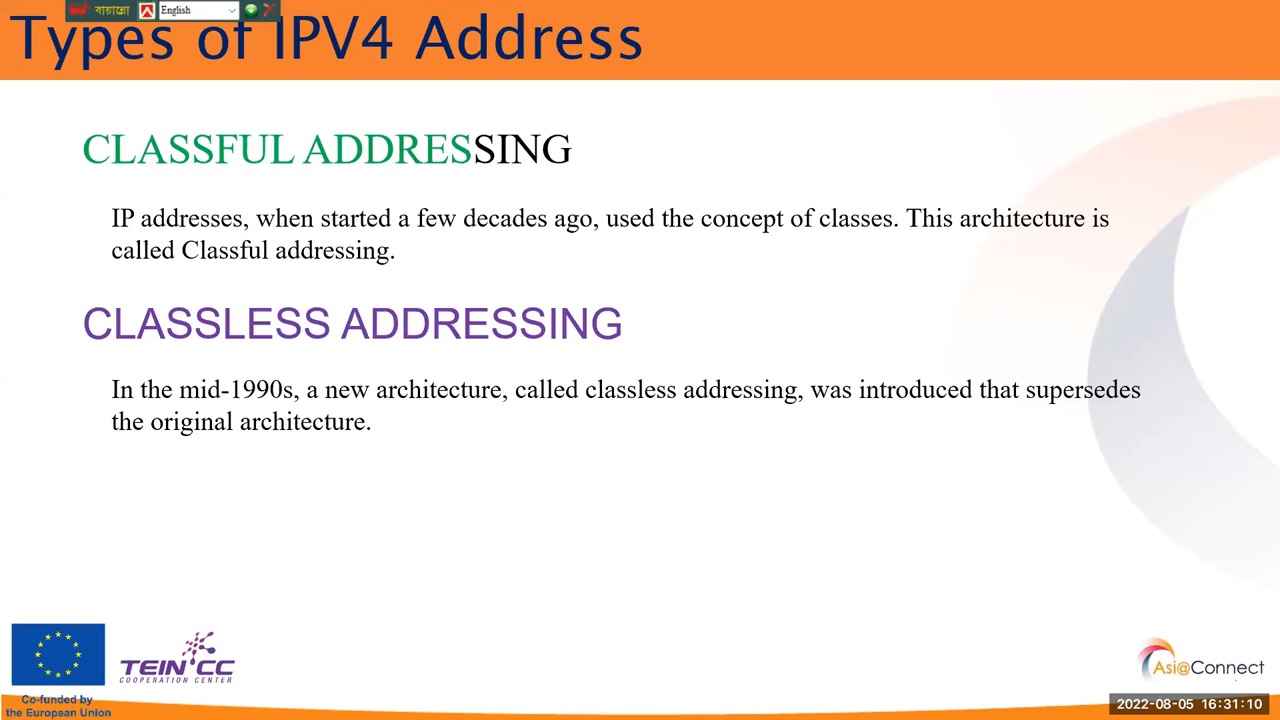 বায়ান্নো
English
Types of IPV4 Address
CLASSFUL ADDRESSING
IP addresses, when started a few decades ago, used the concept of classes. This architecture is
called Classful addressing.
CLASSLESS ADDRESSING
In the mid-1990s, a new architecture, called classless addressing, was introduced that supersedes
the original architecture.
TEIN CC
COOPERATION CENTER
Co-funded by
the European Union
Asi@Connect
2022-08-05 16:31:10